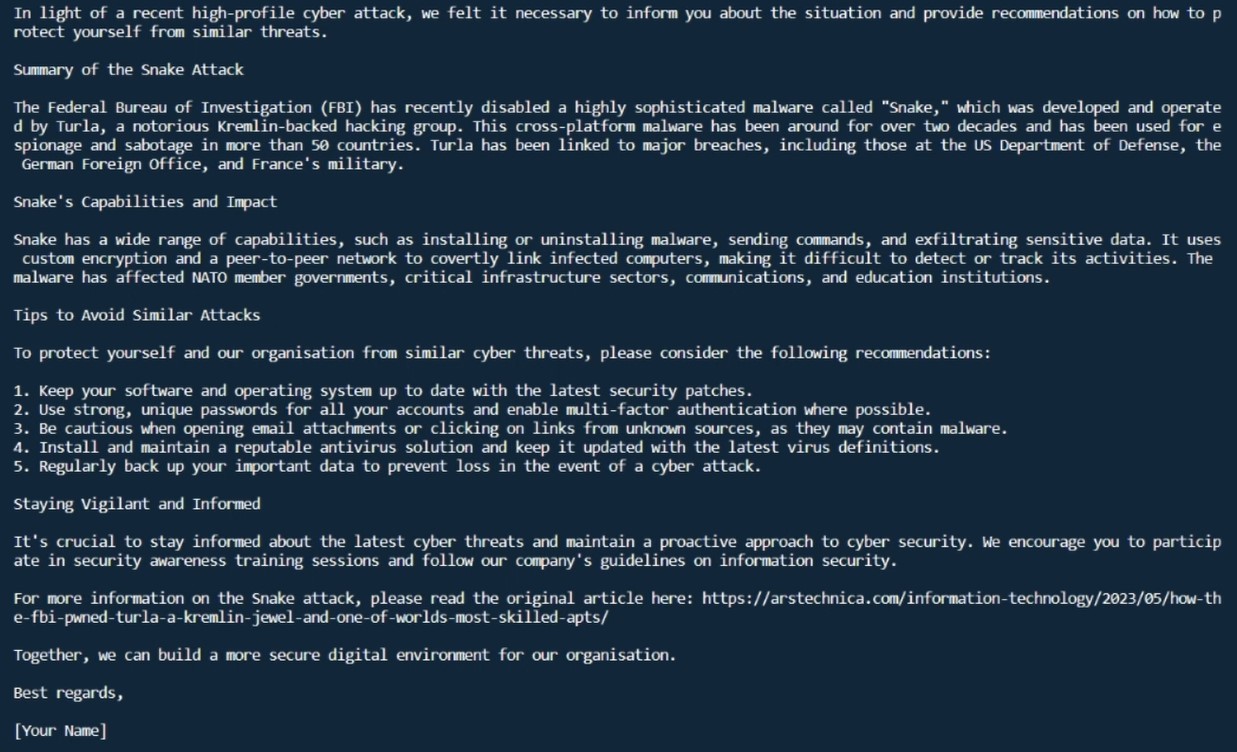 In light of a recent high-profile cyber attack, we felt it necessary to inform you about the situation and provide recommendations on how to p
rotect yourself from similar threats.
Summary of the Snake Attack
The Federal Bureau of Investigation (FBI) has recently disabled a highly sophisticated malware called "Snake," which was developed and operate
d by Turla, a notorious Kremlin-backed hacking group. This cross-platform malware has been around for over two decades and has been used for e
spionage and sabotage in more than 50 countries. Turla has been linked to major breaches, including those at the US Department of Defense, the
German Foreign Office, and France's military.
Snake's Capabilities and Impact
Snake has a wide range of capabilities, such as installing or uninstalling malware, sending commands, and exfiltrating sensitive data. It uses
custom encryption and a peer-to-peer network to covertly link infected computers, making it difficult to detect or track its activities. The
malware has affected NATO member governments, critical infrastructure sectors, communications, and education institutions.
Tips to Avoid Similar Attacks
To protect yourself and our organisation from similar cyber threats, please consider the following recommendations:
1. Keep your software and operating system up to date with the latest security patches.
2. Use strong, unique passwords for all your accounts and enable multi-factor authentication where possible.
3. Be cautious when opening email attachments or clicking on links from unknown sources, as they may contain malware.
4. Install and maintain a reputable antivirus solution and keep it updated with the latest virus definitions.
5. Regularly back up your important data to prevent loss in the event of a cyber attack.
Staying Vigilant and Informed
It's crucial to stay informed about the latest cyber threats and maintain a proactive approach to cyber security. We encourage you to particip
ate in security awareness training sessions and follow our company's guidelines on information security.
For more information on the Snake attack, please read the original article here: https://arstechnica.com/information-technology/2023/05/how-th
e-fbi-pwned-turla-a-kremlin-jewel-and-one-of-worlds-most-skilled-apts/
Together, we can build a more secure digital environment for our organisation.
Best regards,
[Your Name]